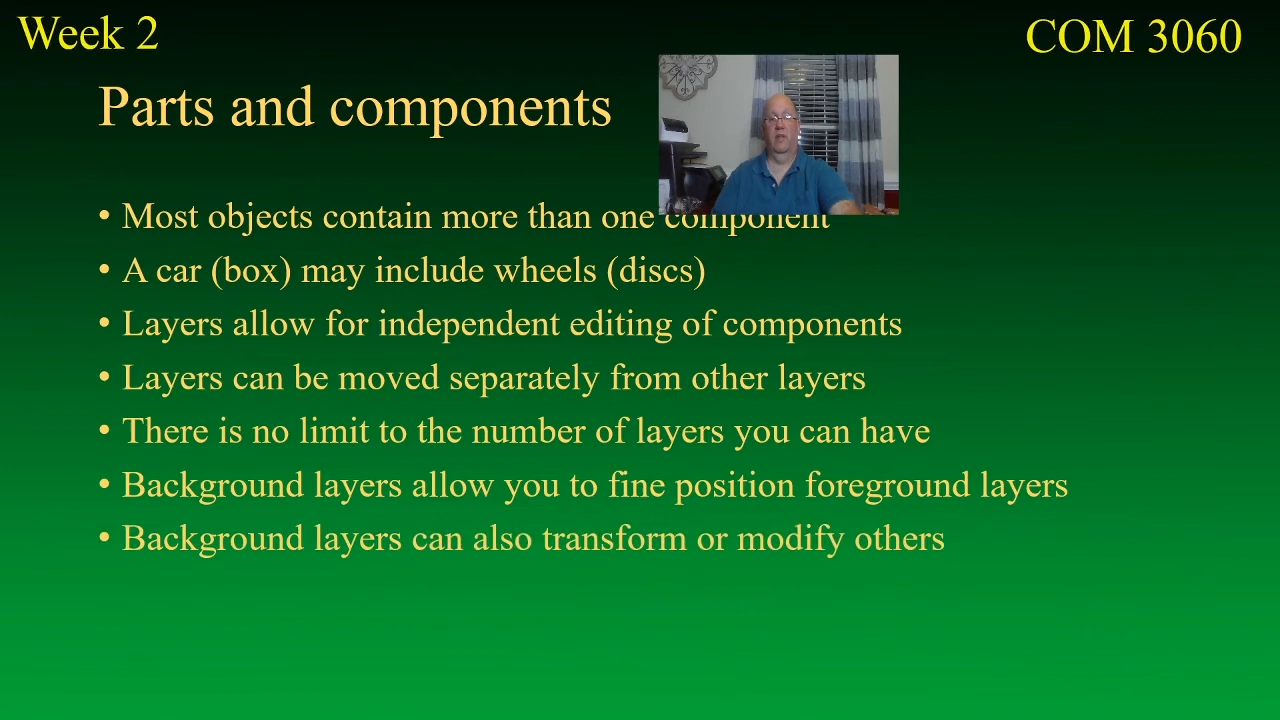 Week 2
COM 3060
Parts and components
• Most objects contain more than one component
• A car (box) may include wheels (discs)
• Layers allow for independent editing of components
• Layers can be moved separately from other layers
• There is no limit to the number of layers you can have
• Background layers allow you to fine position foreground layers
• Background layers can also transform or modify others